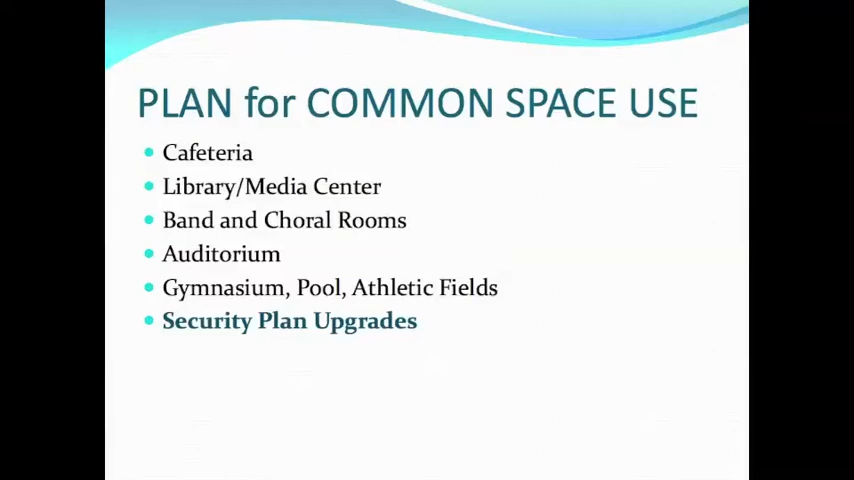 PLAN for COMMON SPACE USE
Cafeteria
Library/Media Center
Band and Choral Rooms
Auditorium
Gymnasium, Pool, Athletic Fields
Security Plan Upgrades